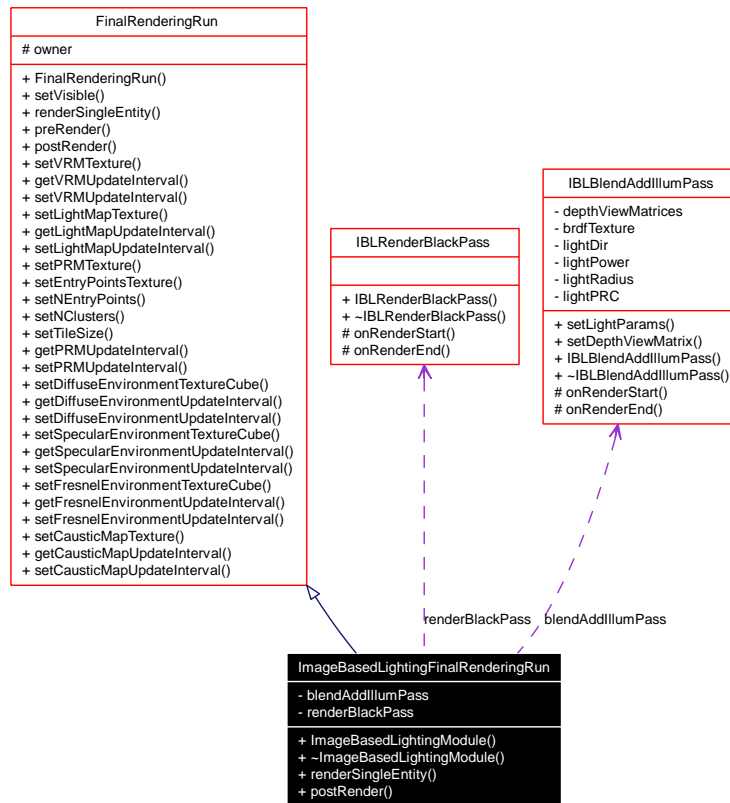 FinalRenderingRun
# owner
+ FinalRenderingRun()
+ setVisible()
+ renderSingleEntity()
+ preRender()
+ postRender()
+ setVRMTexture()
+ getVRMUpdateInterval()
+ setVRMUpdateInterval()
+ setLightMapTexture()
+ getLightMapUpdateInterval()
+ setLightMapUpdateInterval()
+ setPRMTexture()
+ setEntryPointsTexture()
+ setNEntryPoints()
+ setNClusters()
+ setTileSize()
+ getPRMUpdateInterval()
+ setPRMUpdateInterval()
+ setDiffuseEnvironmentTextureCube()
+ getDiffuseEnvironmentUpdateInterval()
+ setDiffuseEnvironmentUpdateInterval()
+ setSpecularEnvironmentTextureCube()
+ getSpecularEnvironmentUpdateInterval()
+ setSpecularEnvironmentUpdateInterval()
+ setFresnelEnvironmentTextureCube()
+ getFresnelEnvironmentUpdateInterval()
+ setFresnelEnvironmentUpdateInterval()
+ setCausticMapTexture()
+ getCausticMapUpdateInterval()
+ setCausticMapUpdateInterval()
IBLRenderBlackPass
+ IBLRenderBlackPass()
+ ~IBLRenderBlackPass()
# onRenderStart()
# onRenderEnd()
IBLBlendAddIllumPass
- depthViewMatrices
- brdfTexture
- lightDir
- lightPower
- lightRadius
- lightPRC
+ setLightParams()
+ setDepthViewMatrix()
+ IBLBlendAddIllumPass()
+ ~IBLBlendAddIllumPass()
# onRenderStart()
# onRenderEnd()
renderBlackPass
blendAddIllumPass
ImageBasedLightingFinalRenderingRun
- blendAddIllumPass
- renderBlackPass
+ ImageBasedLightingModule()
+ ~ImageBasedLightingModule()
+ renderSingleEntity()
+ postRender()